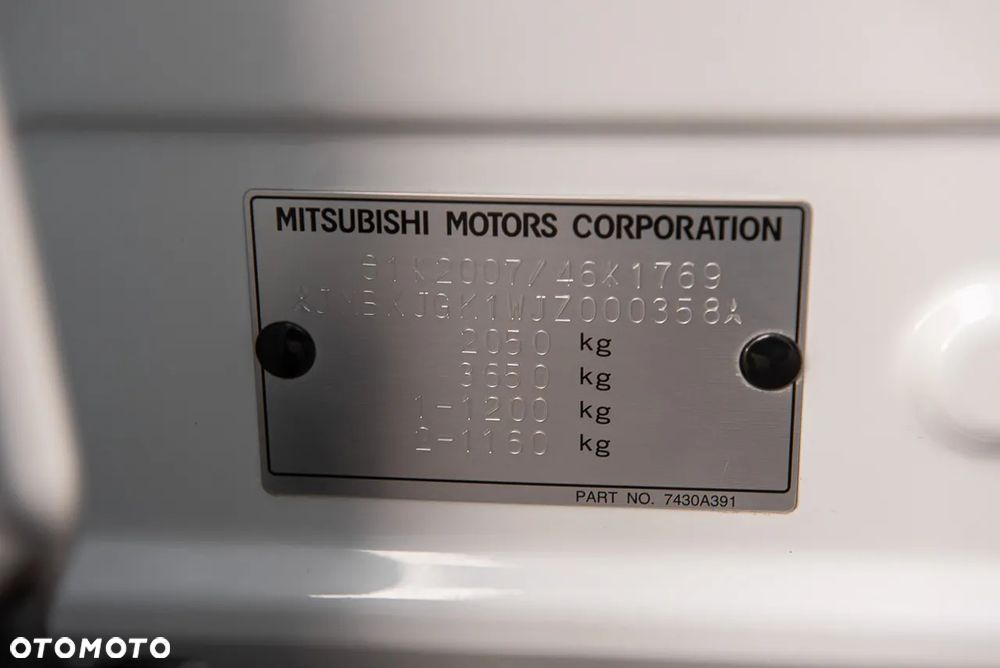 MITSUBISHI MOTORS CORPORATION
e1*2007/46*1769
*JMBXJGK1WJZ000358*
2050 kg
3650 kg
1-1200 kg
2-1160 kg
PART NO. 7430A391
OTOMOTO